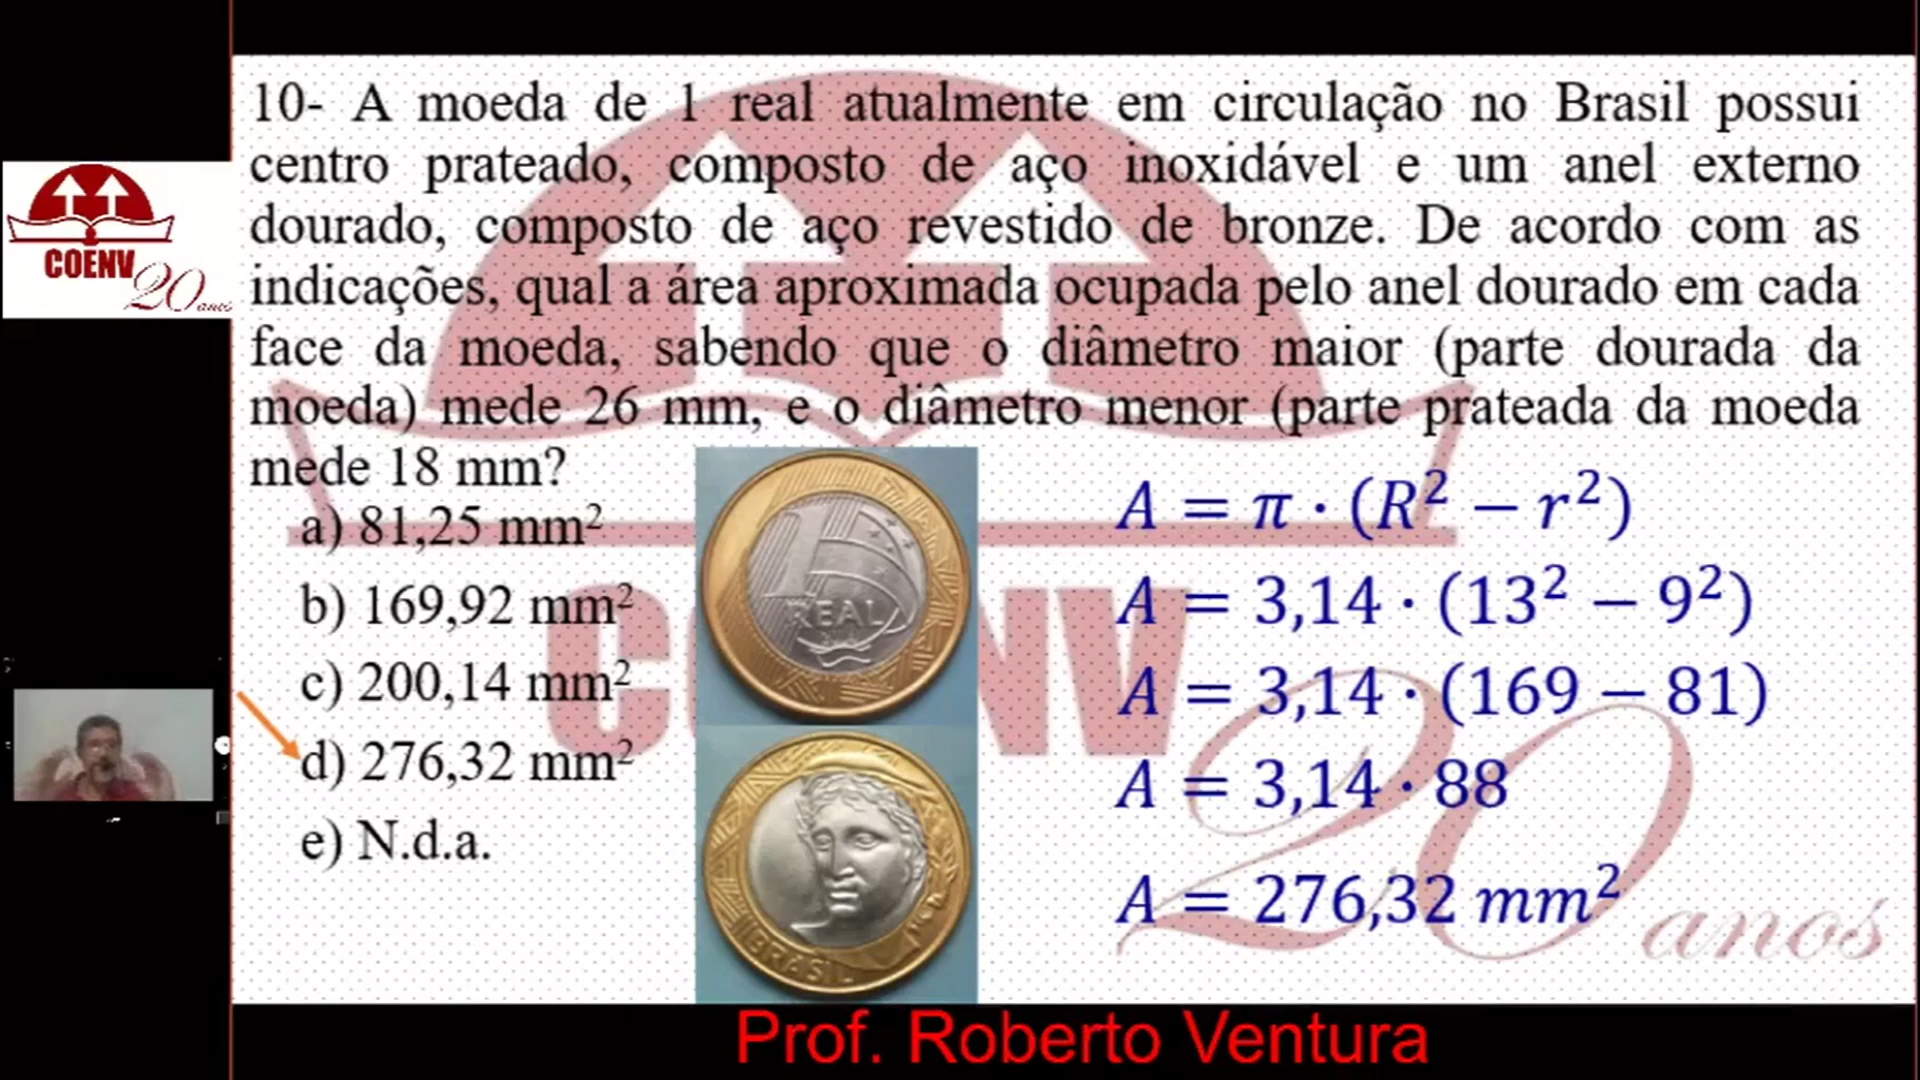 10- A moeda de 1 real atualmente em circulação no Brasil possui
centro prateado, composto de aço inoxidável e um anel externo
dourado, composto de aço revestido de bronze. De acordo com as
indicações, qual a área aproximada ocupada pelo anel dourado em cada
face da moeda, sabendo que o diâmetro maior (parte dourada da
moeda) mede 26 mm, e o diâmetro menor (parte prateada da moeda
mede 18 mm?
a) 81,25 mm²
b) 169,92 mm²
c) 200,14 mm²
d) 276,32 mm²
e) N.d.a.
1
REAL
BRASIL
A = π · (R² – r²)
A = 3,14 · (13² – 9²)
A = 3,14 · (169 – 81)
A = 3,14 · 88
A = 276,32 mm²
COENV
20 anos
COENV
20 anos
Prof. Roberto Ventura